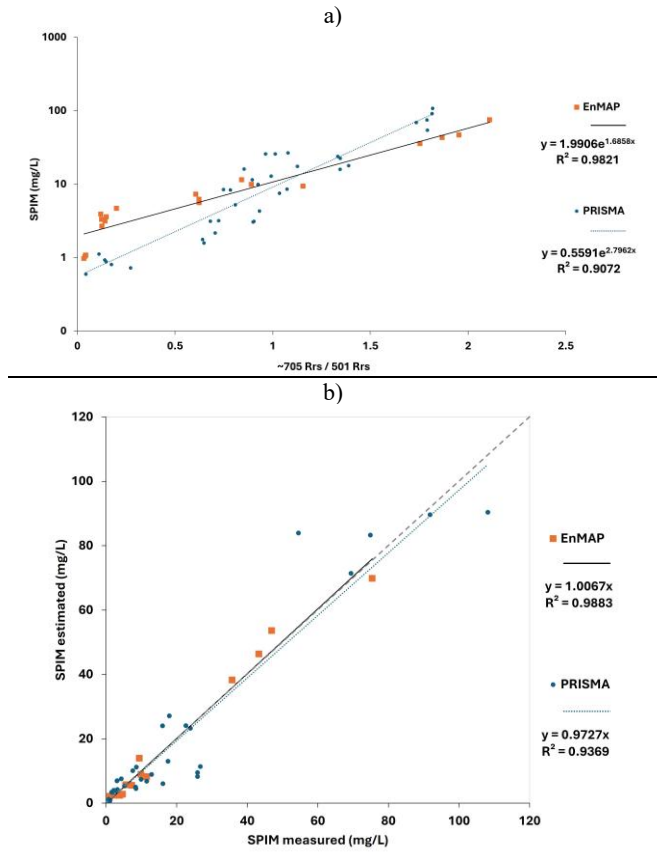 a)
1000
100
10
1
0
SPIM (mg/L)
0
0.5
1
1.5
2
2.5
~705 Rrs / 501 Rrs
EnMAP
y = 1.9906e^1.6858x
R² = 0.9821
PRISMA
y = 0.5591e^2.7962x
R² = 0.9072
b)
120
100
80
60
40
20
0
SPIM estimated (mg/L)
0
20
40
60
80
100
120
SPIM measured (mg/L)
EnMAP
y = 1.0067x
R² = 0.9883
PRISMA
y = 0.9727x
R² = 0.9369